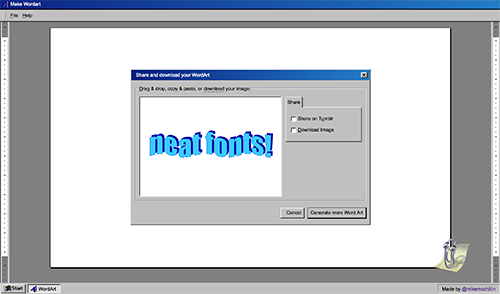 Make Wordart
File Help
Share and download your WordArt
Drag & drop, copy & paste, or download your image:
neat fonts!
Share
Share on Tumblr
Download Image
Cancel
Generate more Word Art
Start
WordArt
Made by @mikemcchillin